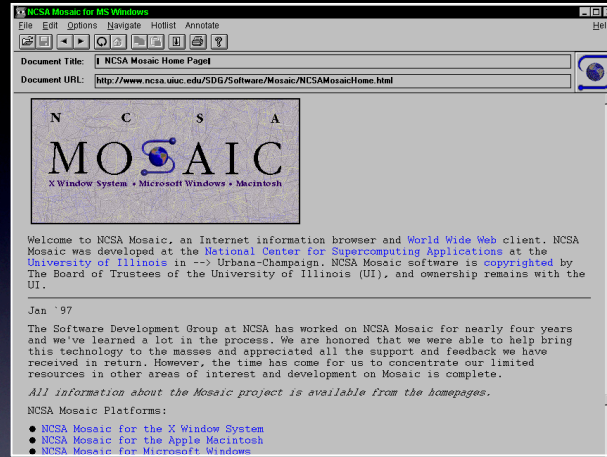 NCSA Mosaic for MS Windows
File Edit Options Navigate Hotlist Annotate Hel
Document Title: NCSA Mosaic Home Page
Document URL: http://www.ncsa.uiuc.edu/SDG/Software/Mosaic/NCSAMosaicHome.html
N C S A
MOSAIC
X Window System • Microsoft Windows • Macintosh
Welcome to NCSA Mosaic, an Internet information browser and World Wide Web client. NCSA
Mosaic was developed at the National Center for Supercomputing Applications at the
University of Illinois in --> Urbana-Champaign. NCSA Mosaic software is copyrighted by
The Board of Trustees of the University of Illinois (UI), and ownership remains with the
UI.
Jan `97
The Software Development Group at NCSA has worked on NCSA Mosaic for nearly four years
and we've learned a lot in the process. We are honored that we were able to help bring
this technology to the masses and appreciated all the support and feedback we have
received in return. However, the time has come for us to concentrate our limited
resources in other areas of interest and development on Mosaic is complete.
All information about the Mosaic project is available from the homepages.
NCSA Mosaic Platforms:
● NCSA Mosaic for the X Window System
● NCSA Mosaic for the Apple Macintosh
● NCSA Mosaic for Microsoft Windows